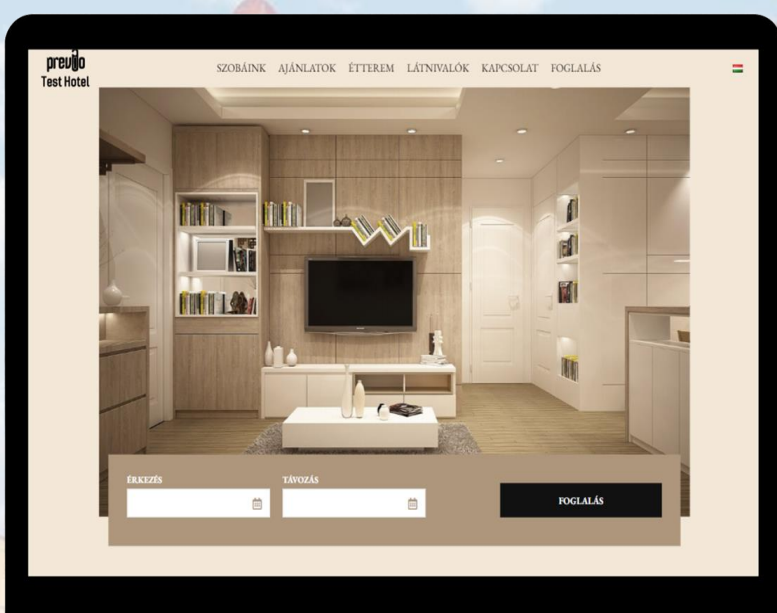 previo
Test Hotel
SZOBÁINK AJÁNLATOK ÉTTEREM LÁTNIVALÓK KAPCSOLAT FOGLALÁS
ÉRKEZÉS TÁVOZÁS
FOGLALÁS